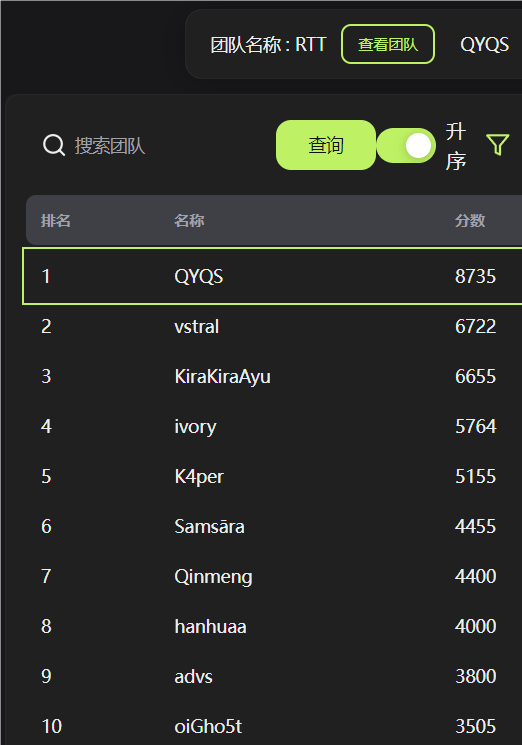 团队名称 : RTT 查看团队 QYQS
搜索团队 查询 升序
排名 名称 分数
1 QYQS 8735
2 vstral 6722
3 KiraKiraAyu 6655
4 ivory 5764
5 K4per 5155
6 Samsāra 4455
7 Qinmeng 4400
8 hanhuaa 4000
9 advs 3800
10 oiGho5t 3505